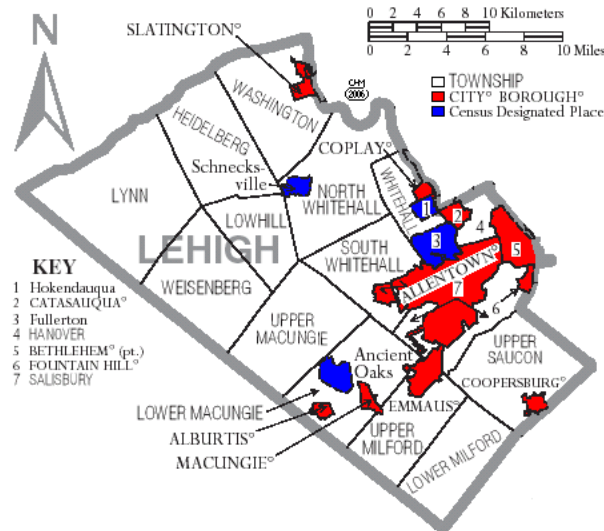 N
0 2 4 6 8 10 Kilometers
0 2 4 6 8 10 Miles
SLATINGTON°
CHM
2006
TOWNSHIP
CITY° BOROUGH°
Census Designated Place
WASHINGTON
HEIDELBERG
COPLAY°
Schnecks-
ville
LYNN
NORTH
WHITEHALL
WHITEHALL
1
2
3
4
5
LOWHILL
LEHIGH
SOUTH
WHITEHALL
ALLENTOWN°
7
6
WEISENBERG
KEY
1 Hokendauqua
2 CATASAUQUA°
3 Fullerton
4 HANOVER
5 BETHLEHEM° (pt.)
6 FOUNTAIN HILL°
7 SALISBURY
UPPER
MACUNGIE
UPPER
SAUCON
Ancient
Oaks
COOPERSBURG°
LOWER MACUNGIE
EMMAUS°
ALBURTIS°
UPPER
MILFORD
MACUNGIE°
LOWER MILFORD